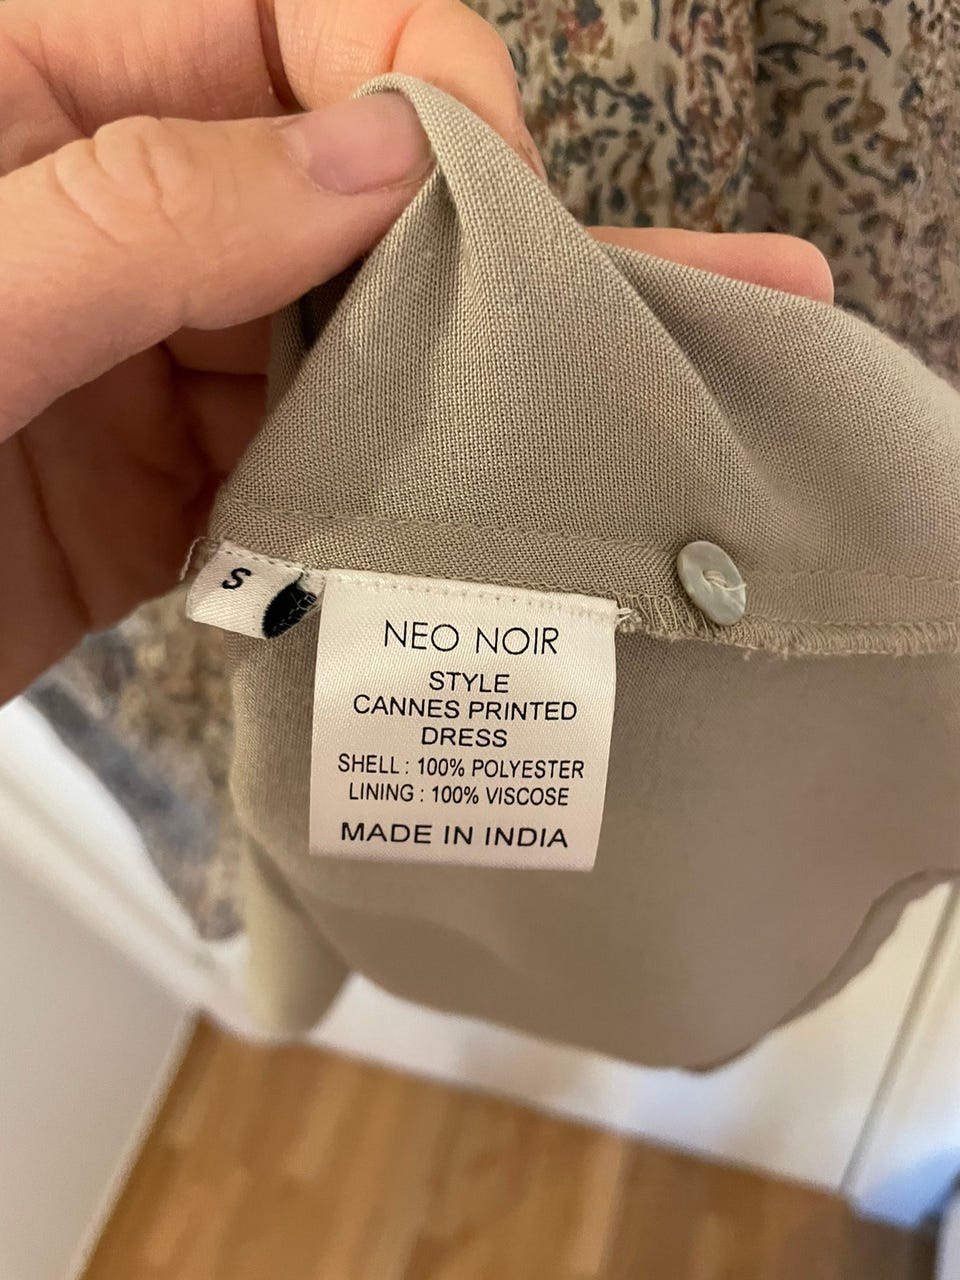 S
NEO NOIR
STYLE
CANNES PRINTED
DRESS
SHELL : 100% POLYESTER
LINING : 100% VISCOSE
MADE IN INDIA